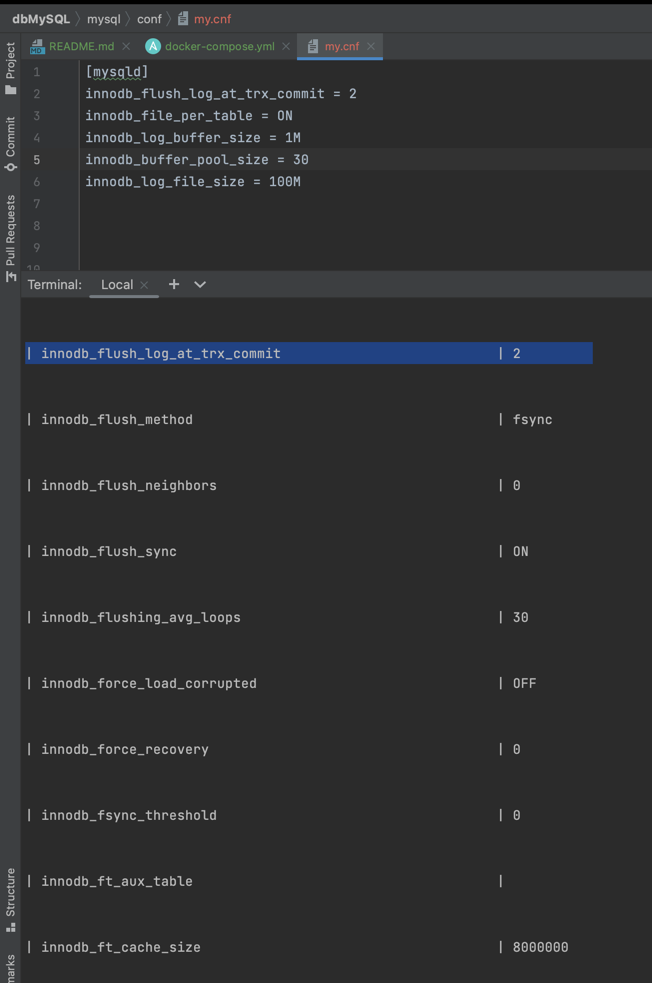 dbMySQL mysql conf my.cnf
Project
Commit
Pull Requests
README.md docker-compose.yml my.cnf
1 [mysqld]
2 innodb_flush_log_at_trx_commit = 2
3 innodb_file_per_table = ON
4 innodb_log_buffer_size = 1M
5 innodb_buffer_pool_size = 30
6 innodb_log_file_size = 100M
7
8
9
10
Terminal: Local + 
| innodb_flush_log_at_trx_commit | 2
| innodb_flush_method | fsync
| innodb_flush_neighbors | 0
| innodb_flush_sync | ON
| innodb_flushing_avg_loops | 30
| innodb_force_load_corrupted | OFF
| innodb_force_recovery | 0
| innodb_fsync_threshold | 0
| innodb_ft_aux_table |
| innodb_ft_cache_size | 8000000
Structure
marks